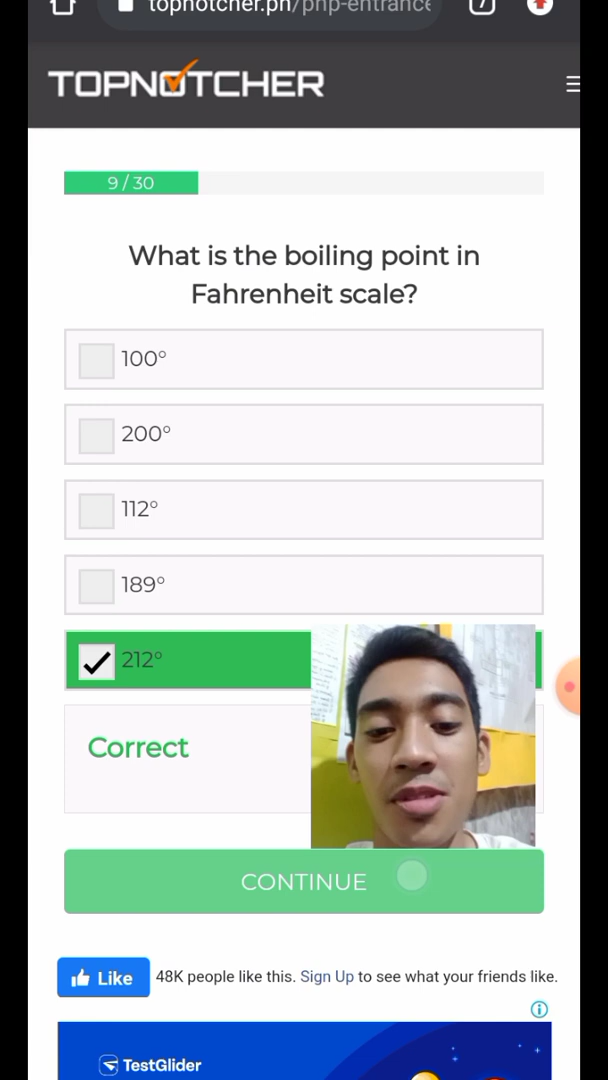 topnotcher.ph/pnp-entrance
7
TOPNOTCHER
9 / 30
What is the boiling point in
Fahrenheit scale?
100°
200°
112°
189°
212°
Correct
CONTINUE
Like
48K people like this. Sign Up to see what your friends like.
TestGlider